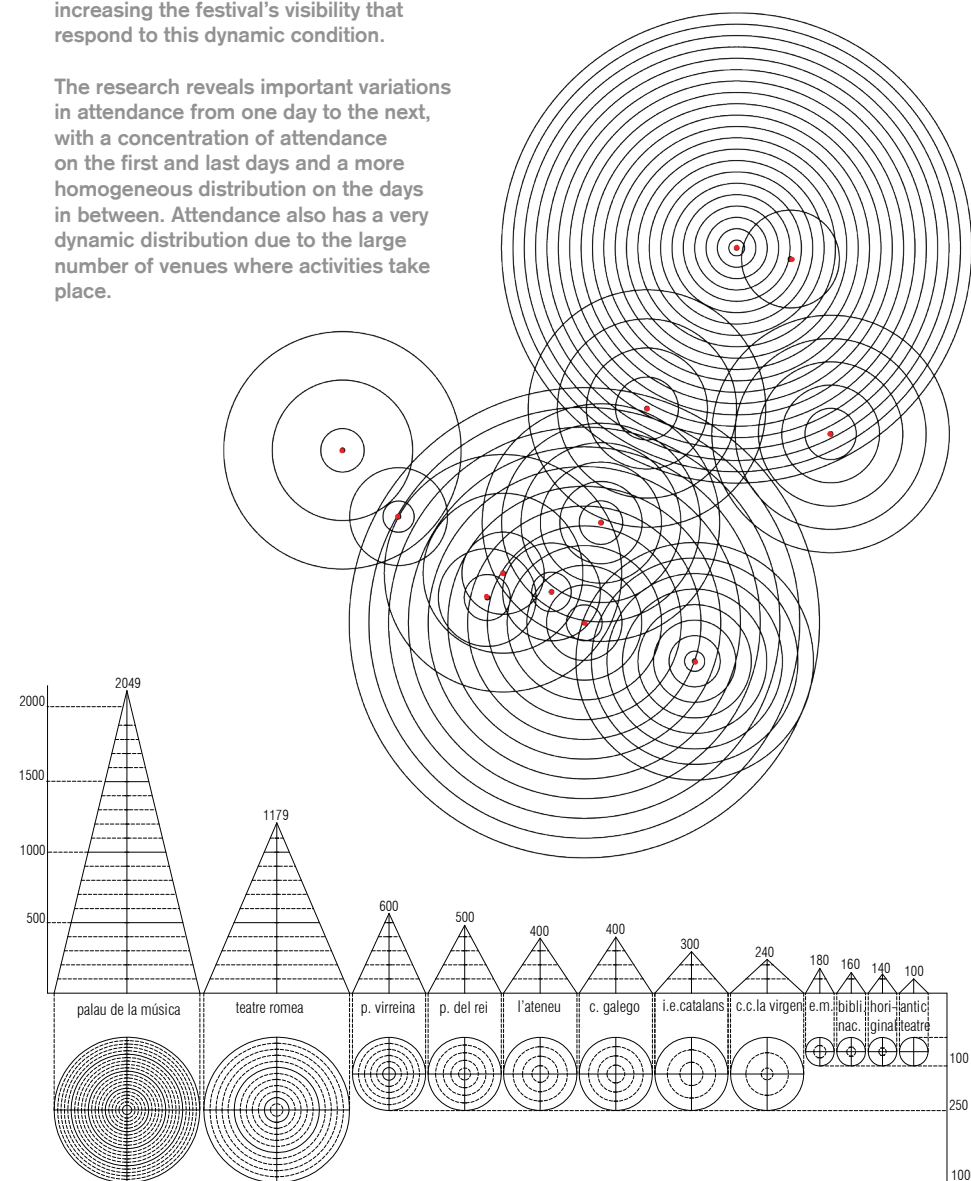 increasing the festival’s visibility that
respond to this dynamic condition.
The research reveals important variations
in attendance from one day to the next,
with a concentration of attendance
on the first and last days and a more
homogeneous distribution on the days
in between. Attendance also has a very
dynamic distribution due to the large
number of venues where activities take
place.
2049
2000
1500
1179
1000
600
500
500
400
400
300
240
180
160
140
100
palau de la música
teatre romea
p. virreina
p. del rei
l'ateneu
c. galego
i.e.catalans
c.c.la virgen
e.m.
bibli.
nac.
hori-
ginal
antic
teatre
100
250
100